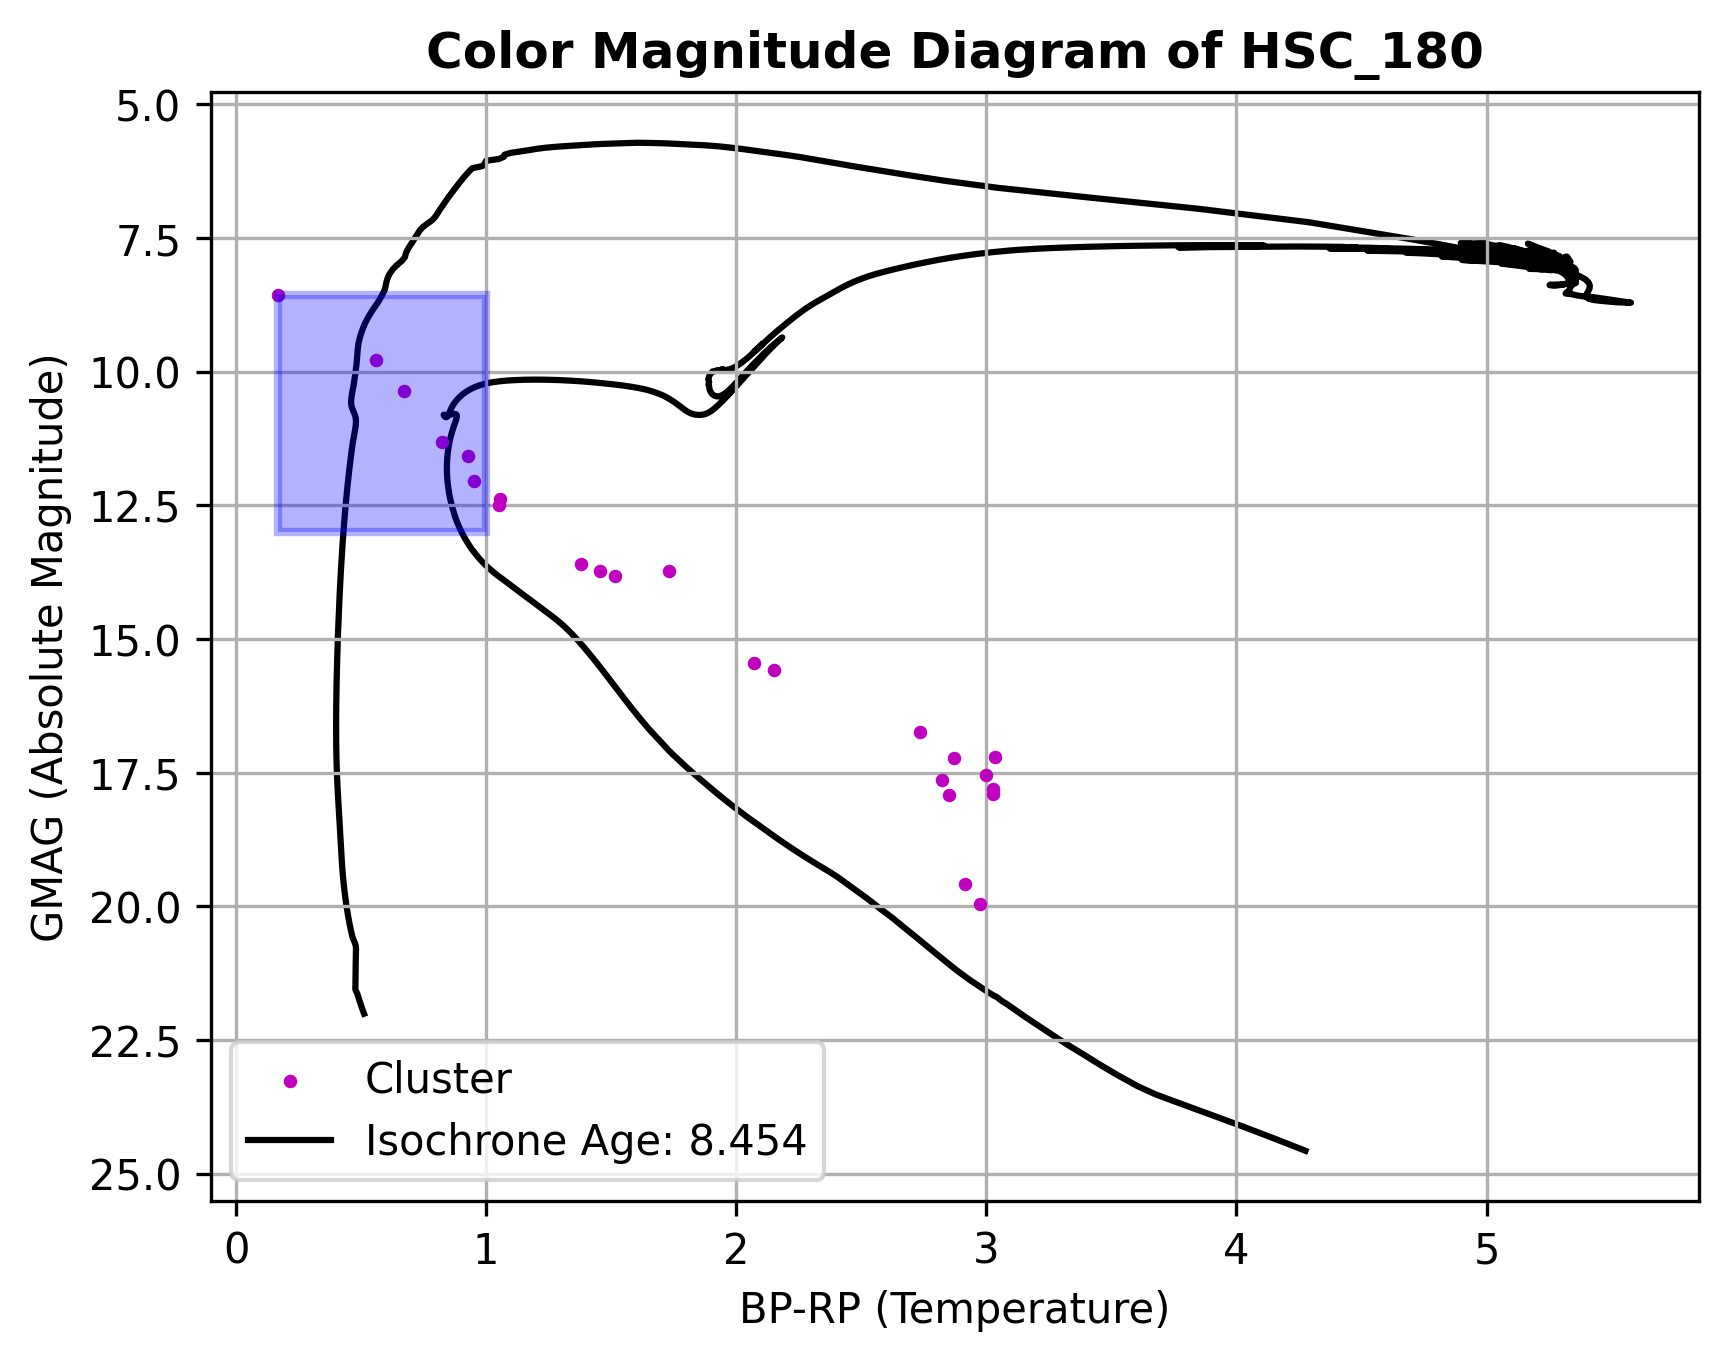 Color Magnitude Diagram of HSC_180
GMAG (Absolute Magnitude)
5.0
7.5
10.0
12.5
15.0
17.5
20.0
22.5
25.0
Cluster
Isochrone Age: 8.454
0 1 2 3 4 5
BP-RP (Temperature)